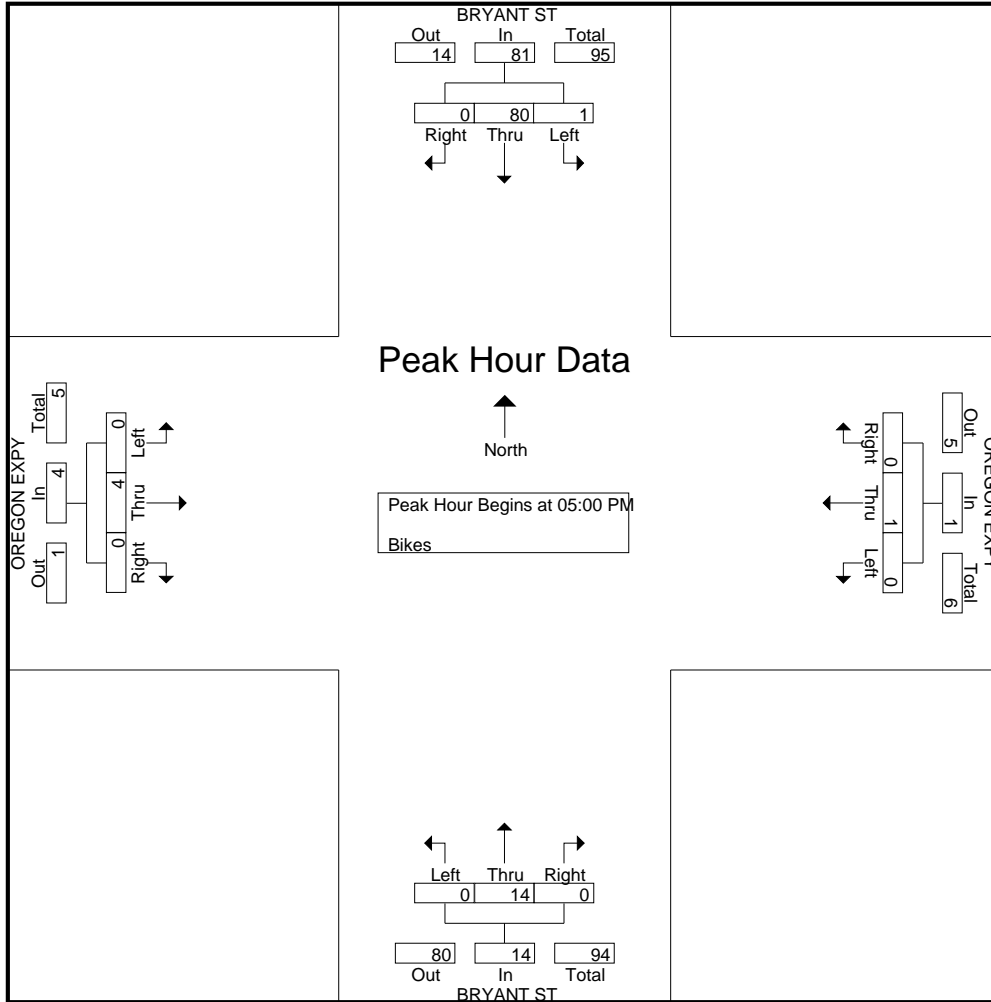 BRYANT ST
Out In Total
14 81 95
0 80 1
Right Thru Left
Peak Hour Data
North
Peak Hour Begins at 05:00 PM
Bikes
OREGON EXPY
Total In Out
5 4 1
0 4 0
Left Thru Right
OREGON EXPY
Out In Total
5 1 6
0 1 0
Right Thru Left
Left Thru Right
0 14 0
80 14 94
Out In Total
BRYANT ST